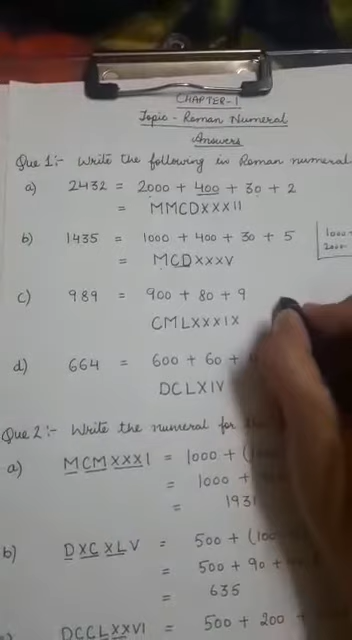 CHAPTER-1
Topic - Roman Numeral
Answers
Que 1:- Write the following in Roman numeral
a) 2432 = 2000 + 400 + 30 + 2
= MMCDXXXII
b) 1435 = 1000 + 400 + 30 + 5
= MCDXXXV
1000
2000
c) 989 = 900 + 80 + 9
CMLXXXIX
d) 664 = 600 + 60 +
DCLXIV
Que 2:- Write the numeral for
a) MCMXXXI = 1000 + (
= 1000 +
= 1931
b) DXCXLV = 500 + (100
= 500 + 90 +
= 635
DCCLXXVI = 500 + 200 +